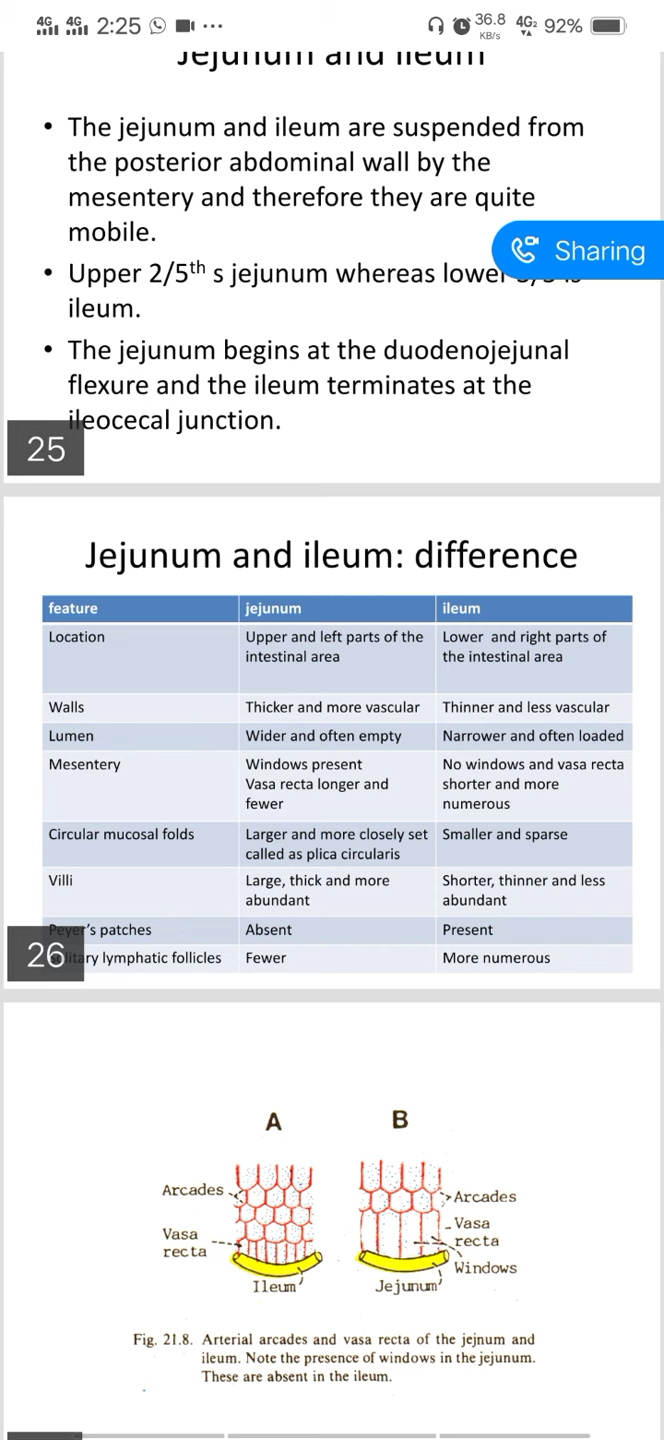 4G 4G 2:25 36.8 KB/s 4G2 92%
Jejunum and ileum
• The jejunum and ileum are suspended from
the posterior abdominal wall by the
mesentery and therefore they are quite
mobile.
Sharing
• Upper 2/5th s jejunum whereas lower
ileum.
• The jejunum begins at the duodenojejunal
flexure and the ileum terminates at the
ileocecal junction.
25
Jejunum and ileum: difference
feature jejunum ileum
Location Upper and left parts of the Lower and right parts of
intestinal area the intestinal area
Walls Thicker and more vascular Thinner and less vascular
Lumen Wider and often empty Narrower and often loaded
Mesentery Windows present No windows and vasa recta
Vasa recta longer and shorter and more
fewer numerous
Circular mucosal folds Larger and more closely set Smaller and sparse
called as plica circularis
Villi Large, thick and more Shorter, thinner and less
abundant abundant
Peyer's patches Absent Present
lymphatic follicles Fewer More numerous
26
A B
Arcades Arcades
Vasa Vasa
recta recta
Windows
Ileum Jejunum
Fig. 21.8. Arterial arcades and vasa recta of the jejnum and
ileum. Note the presence of windows in the jejunum.
These are absent in the ileum.